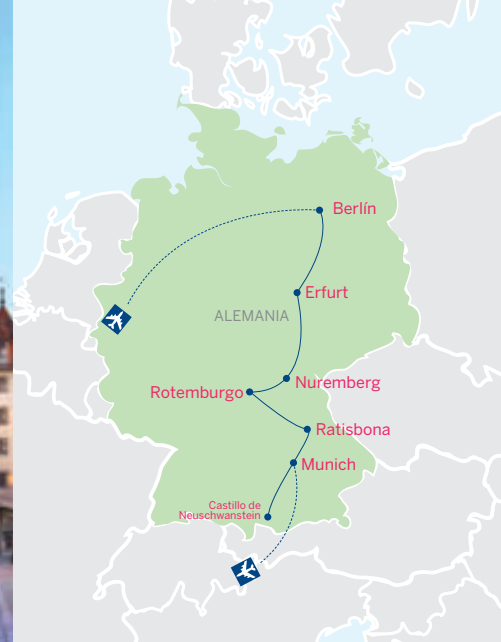 Berlín
Erfurt
ALEMANIA
Nuremberg
Rotemburgo
Ratisbona
Munich
Castillo de
Neuschwanstein